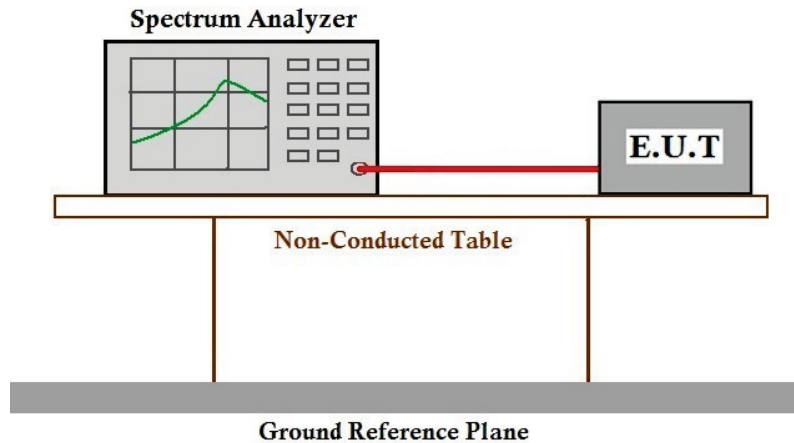 Spectrum Analyzer
E.U.T
Non-Conducted Table
Ground Reference Plane